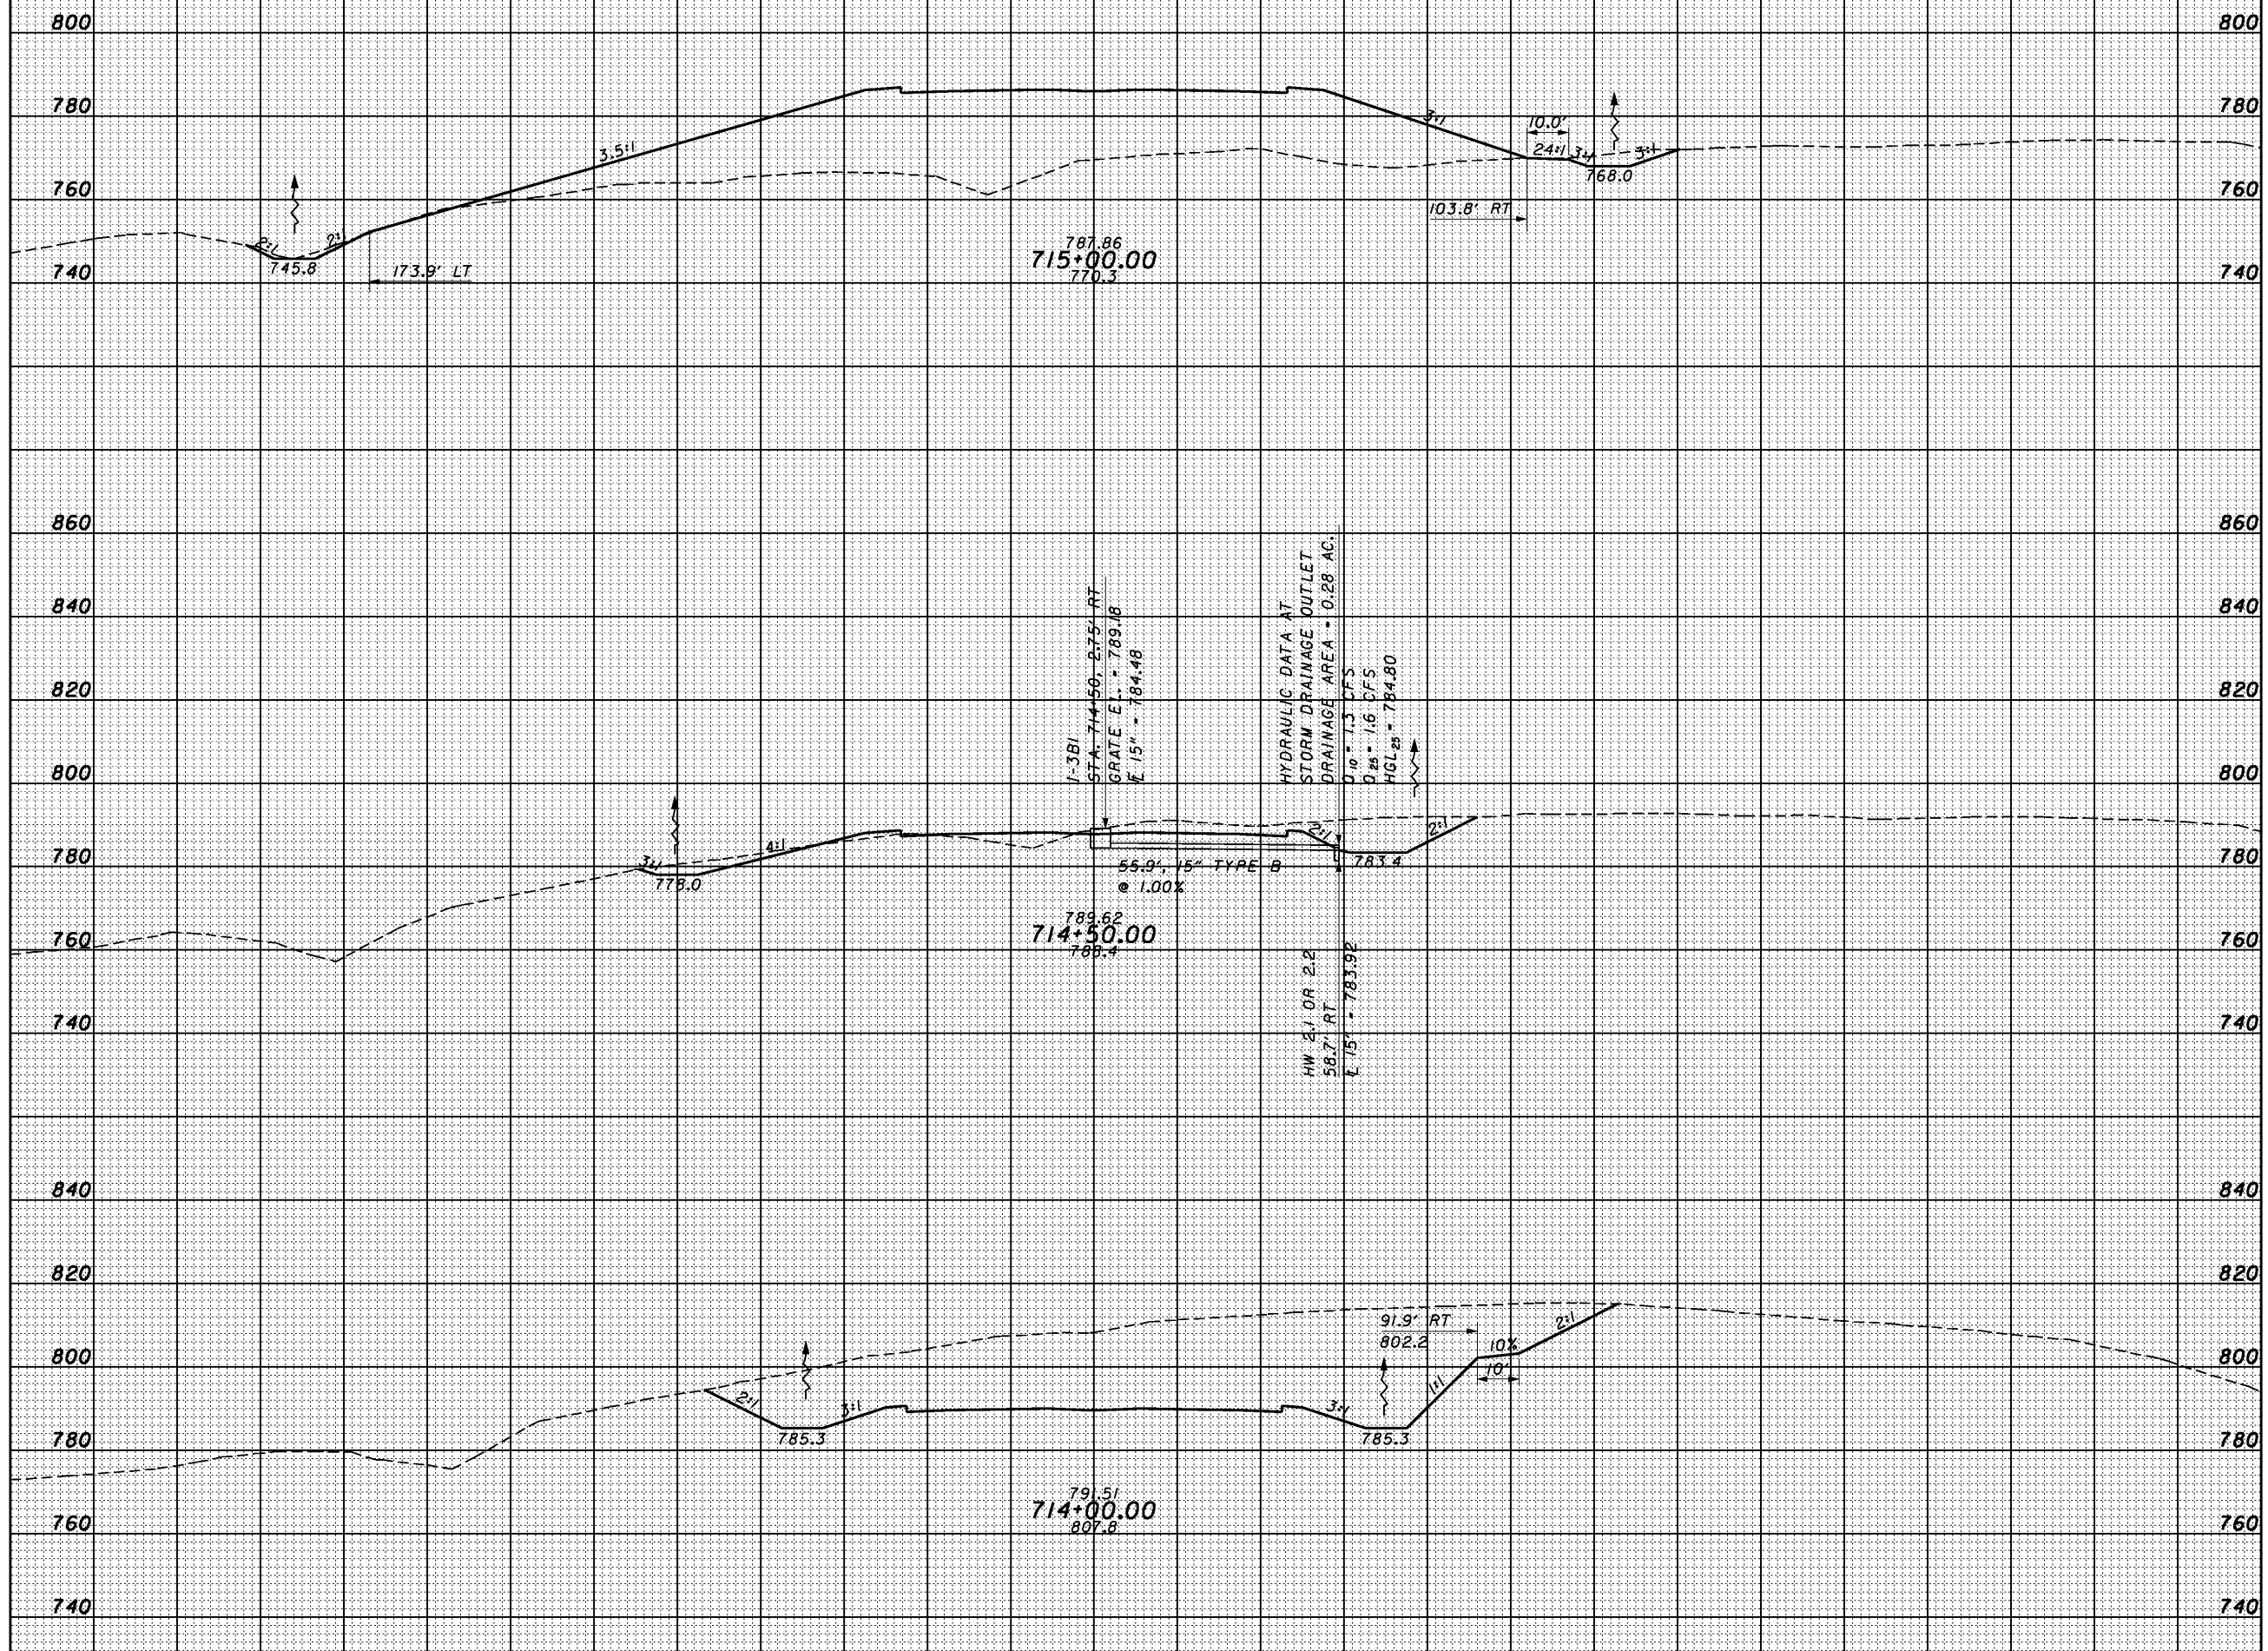 800 800
780 780
760 760
740 740
3.5:1
3:1
10.0'
24:1 3:1 3:1
768.0
103.8' RT
2:1 2:1
745.8
173.9' LT
787.86
715+00.00
770.3
860 860
840 840
820 820
800 800
780 780
760 760
740 740
I-3B1
STA. 714+50, 2.75' RT
GRATE EL. = 789.18
℄ 15" = 784.48
HYDRAULIC DATA AT
STORM DRAINAGE OUTLET
DRAINAGE AREA = 0.28 AC.
Q10 = 1.3 CFS
Q25 = 1.6 CFS
HGL25 = 784.80
3:1
778.0
4:1
2:1
783.4
2:1
55.9', 15" TYPE B
@ 1.00%
789.62
714+50.00
788.4
HW 2.1 OR 2.2
58.7' RT
℄ 15" = 783.92
840 840
820 820
800 800
780 780
760 760
740 740
2:1
785.3
3:1
3:1
785.3
1:1
91.9' RT
802.2
10%
10'
2:1
791.51
714+00.00
807.8